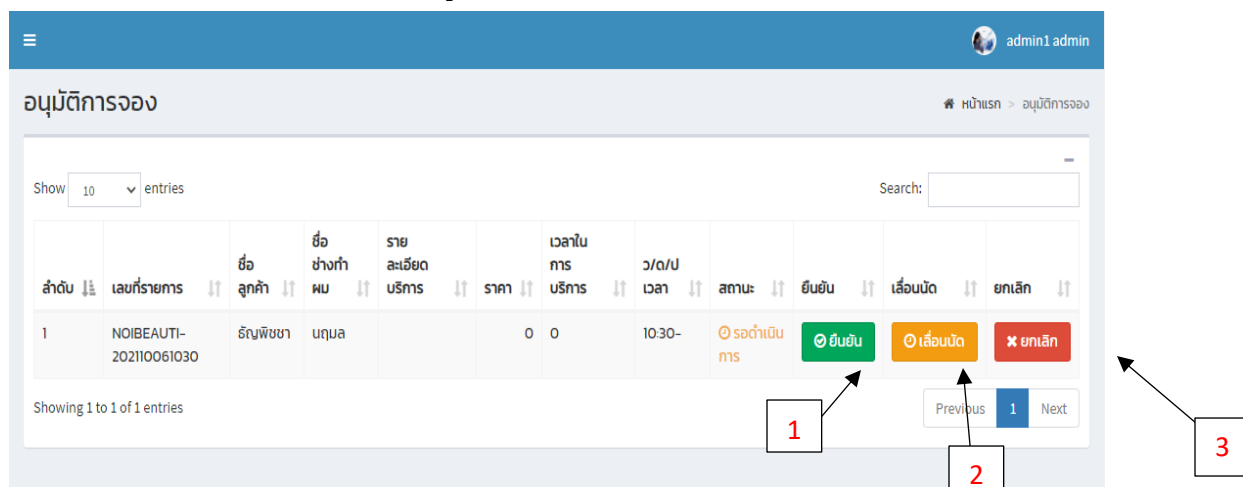 admin1 admin
อนุมัติการจอง
หน้าแรก > อนุมัติการจอง
Show 10 entries
Search:
ลำดับ เลขที่รายการ ชื่อลูกค้า ชื่อช่างทำผม รายละเอียดบริการ ราคา เวลาในการบริการ ว/ด/ป เวลา สถานะ ยืนยัน เลื่อนนัด ยกเลิก
1 NOIBEAUTI-202110061030 ธัญพิชชา นฤมล 0 0 10:30- รอดำเนินการ ยืนยัน เลื่อนนัด ยกเลิก
Showing 1 to 1 of 1 entries
Previous 1 Next
1
2
3